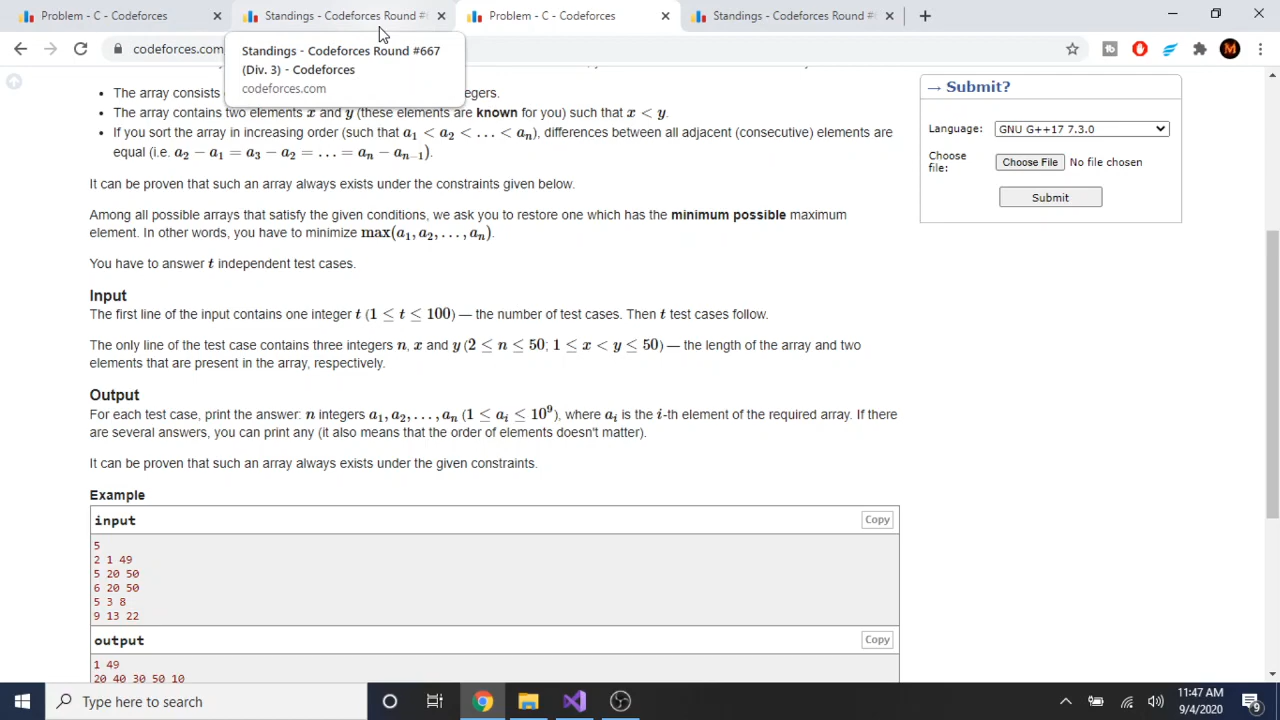 Problem - C - Codeforces
Standings - Codeforces Round #
Problem - C - Codeforces
Standings - Codeforces Round #
codeforces.com
Standings - Codeforces Round #667
(Div. 3) - Codeforces
codeforces.com
The array consists
gers.
The array contains two elements x and y (these elements are known for you) such that x < y.
If you sort the array in increasing order (such that a₁ < a₂ < … < aₙ), differences between all adjacent (consecutive) elements are
equal (i.e. a₂ − a₁ = a₃ − a₂ = … = aₙ − aₙ₋₁).
It can be proven that such an array always exists under the constraints given below.
Among all possible arrays that satisfy the given conditions, we ask you to restore one which has the minimum possible maximum
element. In other words, you have to minimize max(a₁, a₂, …, aₙ).
You have to answer t independent test cases.
Input
The first line of the input contains one integer t (1 ≤ t ≤ 100) — the number of test cases. Then t test cases follow.
The only line of the test case contains three integers n, x and y (2 ≤ n ≤ 50; 1 ≤ x < y ≤ 50) — the length of the array and two
elements that are present in the array, respectively.
Output
For each test case, print the answer: n integers a₁, a₂, …, aₙ (1 ≤ aᵢ ≤ 10⁹), where aᵢ is the i-th element of the required array. If there
are several answers, you can print any (it also means that the order of elements doesn't matter).
It can be proven that such an array always exists under the given constraints.
Example
input
Copy
5
2 1 49
5 20 50
6 20 50
5 3 8
9 13 22
output
Copy
1 49
20 40 30 50 10
→ Submit?
Language: GNU G++17 7.3.0
Choose
file:
Choose File No file chosen
Submit
Type here to search
11:47 AM
9/4/2020
9
M